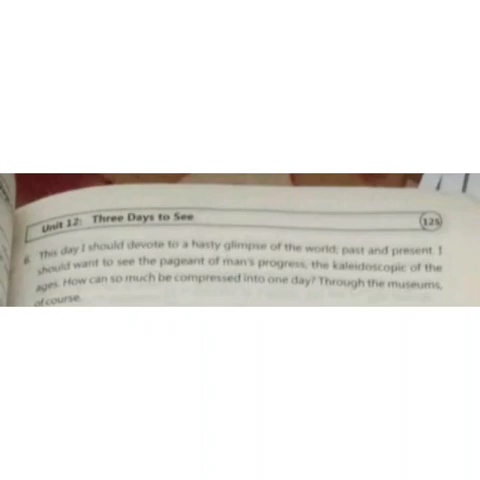 Unit 12: Three Days to See
125
6. This day I should devote to a hasty glimpse of the world; past and present. I
should want to see the pageant of man's progress, the kaleidoscopic of the
ages. How can so much be compressed into one day? Through the museums,
of course.